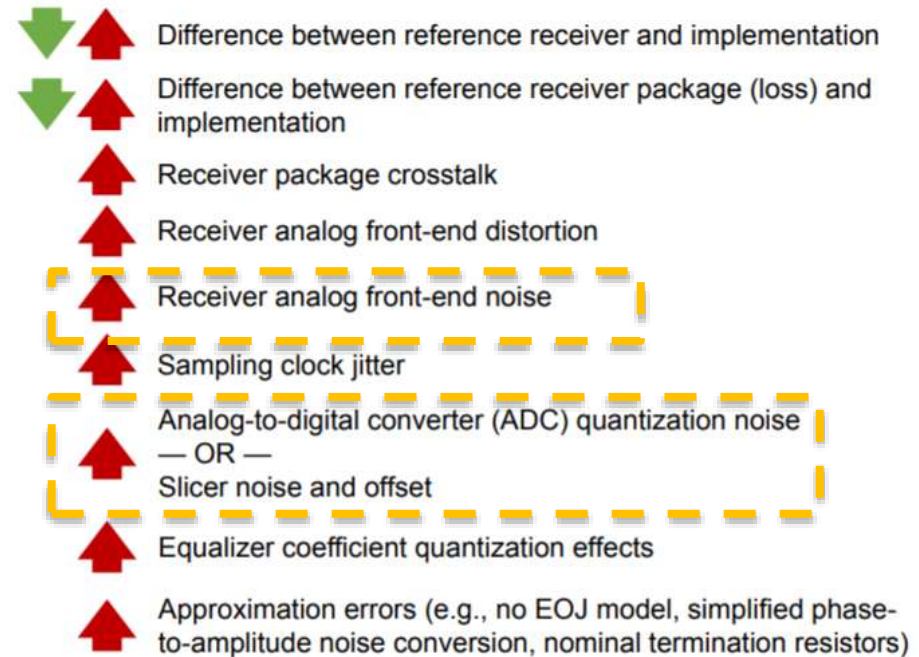 Difference between reference receiver and implementation
Difference between reference receiver package (loss) and
implementation
Receiver package crosstalk
Receiver analog front-end distortion
Receiver analog front-end noise
Sampling clock jitter
Analog-to-digital converter (ADC) quantization noise
— OR —
Slicer noise and offset
Equalizer coefficient quantization effects
Approximation errors (e.g., no EOJ model, simplified phase-
to-amplitude noise conversion, nominal termination resistors)